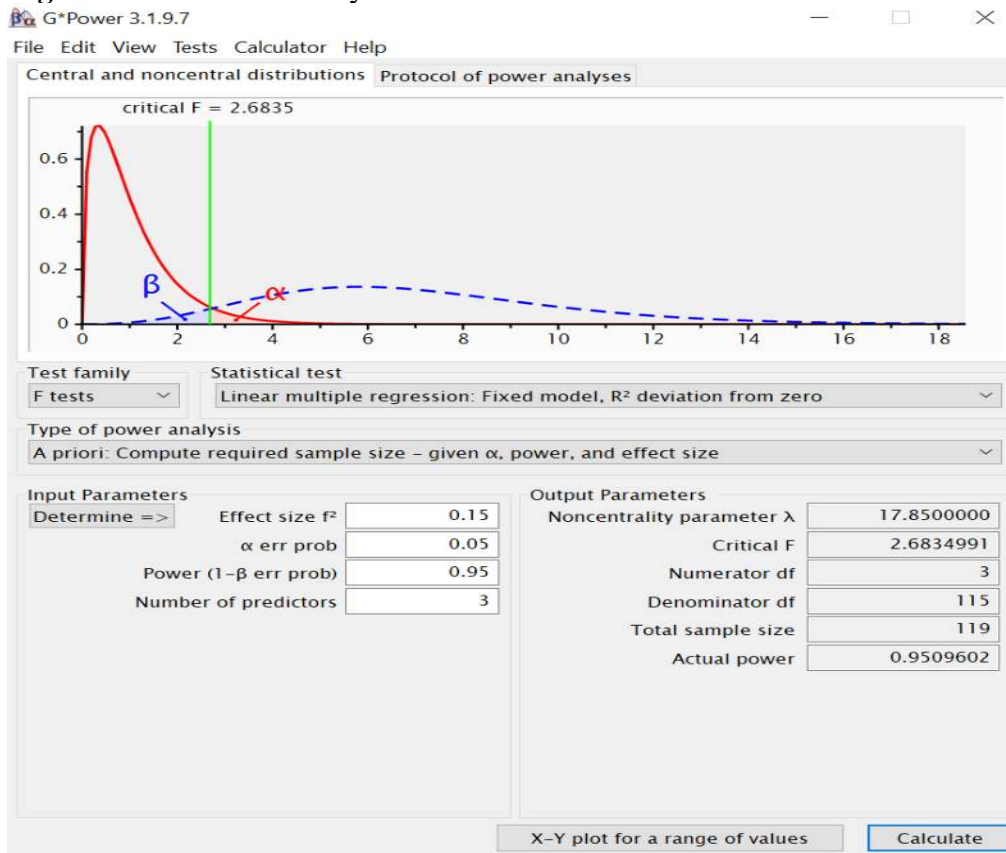 G*Power 3.1.9.7
File Edit View Tests Calculator Help
Central and noncentral distributions Protocol of power analyses
critical F = 2.6835
0.6
0.4
0.2
0
β
α
0 2 4 6 8 10 12 14 16 18
Test family Statistical test
F tests Linear multiple regression: Fixed model, R² deviation from zero
Type of power analysis
A priori: Compute required sample size – given α, power, and effect size
Input Parameters Output Parameters
Determine => Effect size f² 0.15 Noncentrality parameter λ 17.8500000
α err prob 0.05 Critical F 2.6834991
Power (1–β err prob) 0.95 Numerator df 3
Number of predictors 3 Denominator df 115
Total sample size 119
Actual power 0.9509602
X–Y plot for a range of values Calculate